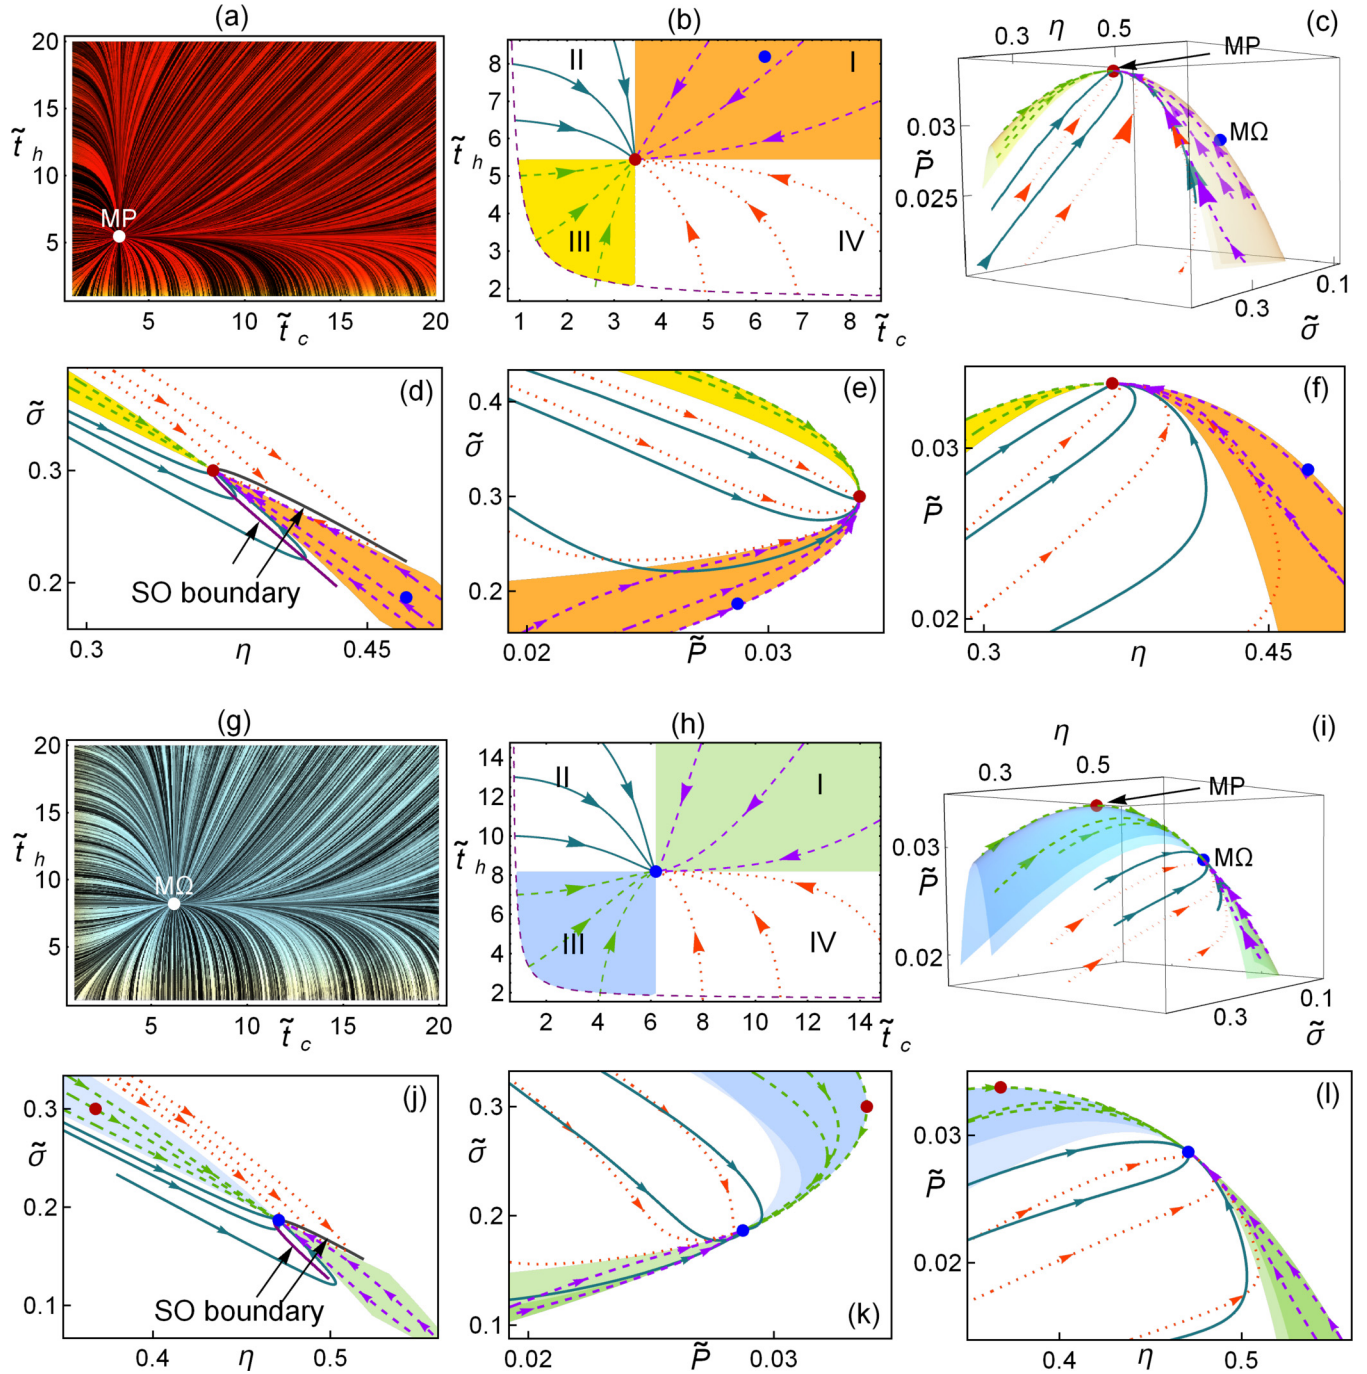 (a)
20
15
10
5
t̃ h
MP
5
10
15
20
t̃ c
(b)
8
7
6
5
4
3
2
t̃ h
II
I
III
IV
1
2
3
4
5
6
7
8
t̃ c
(c)
0.3
η
0.5
MP
MΩ
0.03
P̃
0.025
0.1
0.3
σ̃
(d)
σ̃
0.3
0.2
SO boundary
0.3
η
0.45
(e)
0.4
σ̃
0.3
0.2
0.02
P̃
0.03
(f)
0.03
P̃
0.02
0.3
η
0.45
(g)
20
15
10
5
t̃ h
MΩ
5
10
15
20
t̃ c
(h)
14
12
10
8
6
4
2
t̃ h
II
I
III
IV
2
4
6
8
10
12
14
t̃ c
(i)
η
0.3
0.5
MP
MΩ
0.03
P̃
0.02
0.1
0.3
σ̃
(j)
0.3
σ̃
0.2
0.1
SO boundary
0.4
η
0.5
(k)
0.3
σ̃
0.2
0.1
0.02
P̃
0.03
(l)
0.03
P̃
0.02
0.4
η
0.5